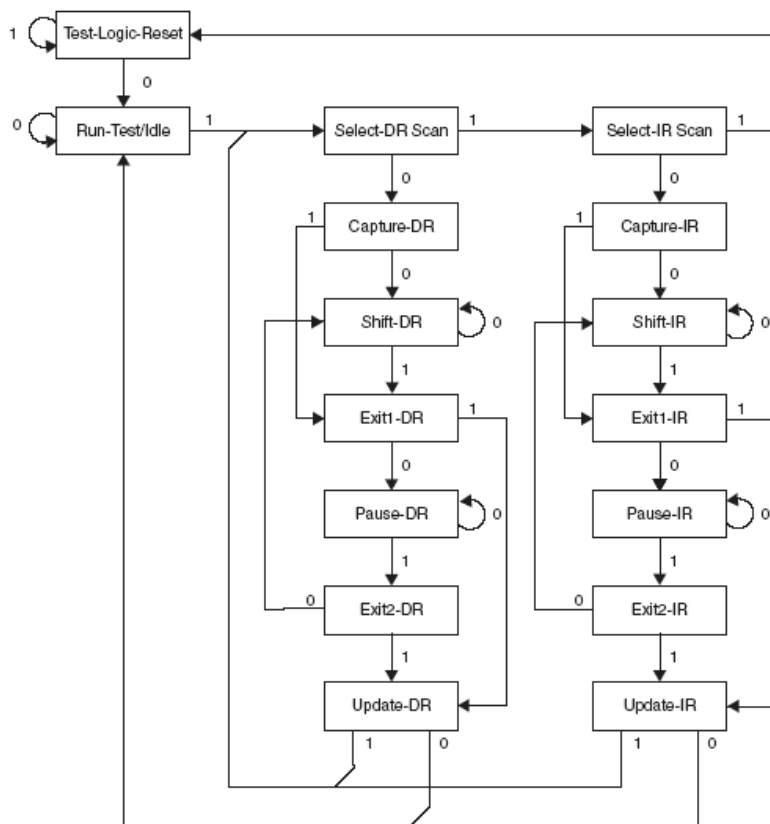 Test-Logic-Reset
1
0
0
Run-Test/Idle
1
Select-DR Scan
1
Select-IR Scan
1
0
0
1
Capture-DR
1
Capture-IR
0
0
Shift-DR
0
Shift-IR
0
1
1
Exit1-DR
1
Exit1-IR
1
0
0
Pause-DR
0
Pause-IR
0
1
1
0
Exit2-DR
0
Exit2-IR
1
1
Update-DR
Update-IR
1
0
1
0